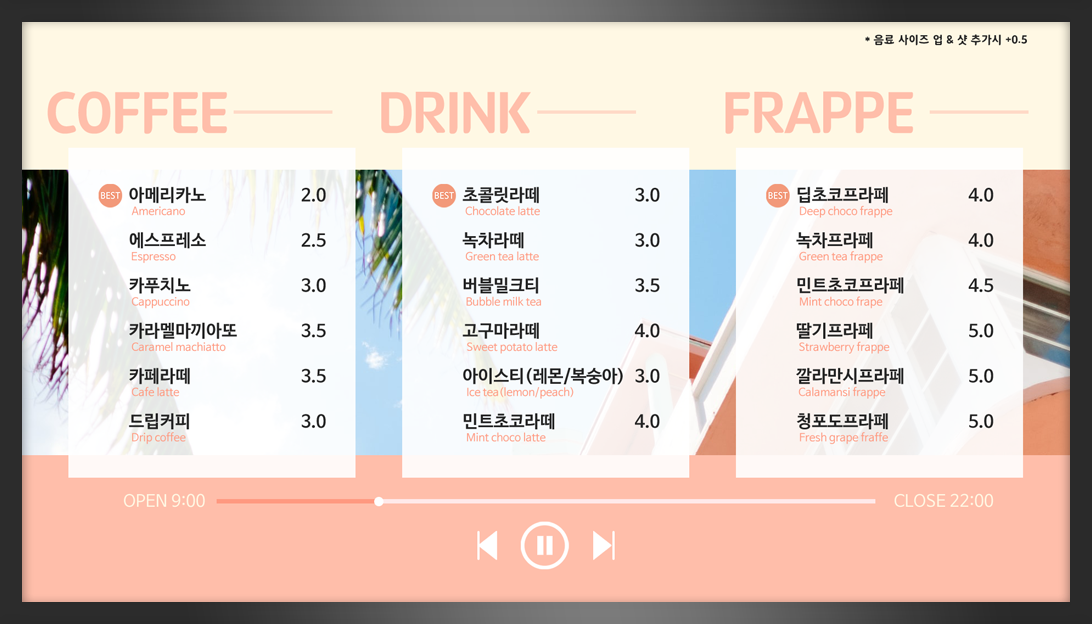 * 음료 사이즈 업 & 샷 추가시 +0.5
COFFEE
BEST 아메리카노 2.0
Americano
에스프레소 2.5
Espresso
카푸치노 3.0
Cappuccino
카라멜마끼아또 3.5
Caramel machiatto
카페라떼 3.5
Cafe latte
드립커피 3.0
Drip coffee
DRINK
BEST 초콜릿라떼 3.0
Chocolate latte
녹차라떼 3.0
Green tea latte
버블밀크티 3.5
Bubble milk tea
고구마라떼 4.0
Sweet potato latte
아이스티(레몬/복숭아) 3.0
Ice tea(lemon/peach)
민트초코라떼 4.0
Mint choco latte
FRAPPE
BEST 딥초코프라페 4.0
Deep choco frappe
녹차프라페 4.0
Green tea frappe
민트초코프라페 4.5
Mint choco frape
딸기프라페 5.0
Strawberry frappe
깔라만시프라페 5.0
Calamansi frappe
청포도프라페 5.0
Fresh grape fraffe
OPEN 9:00
CLOSE 22:00